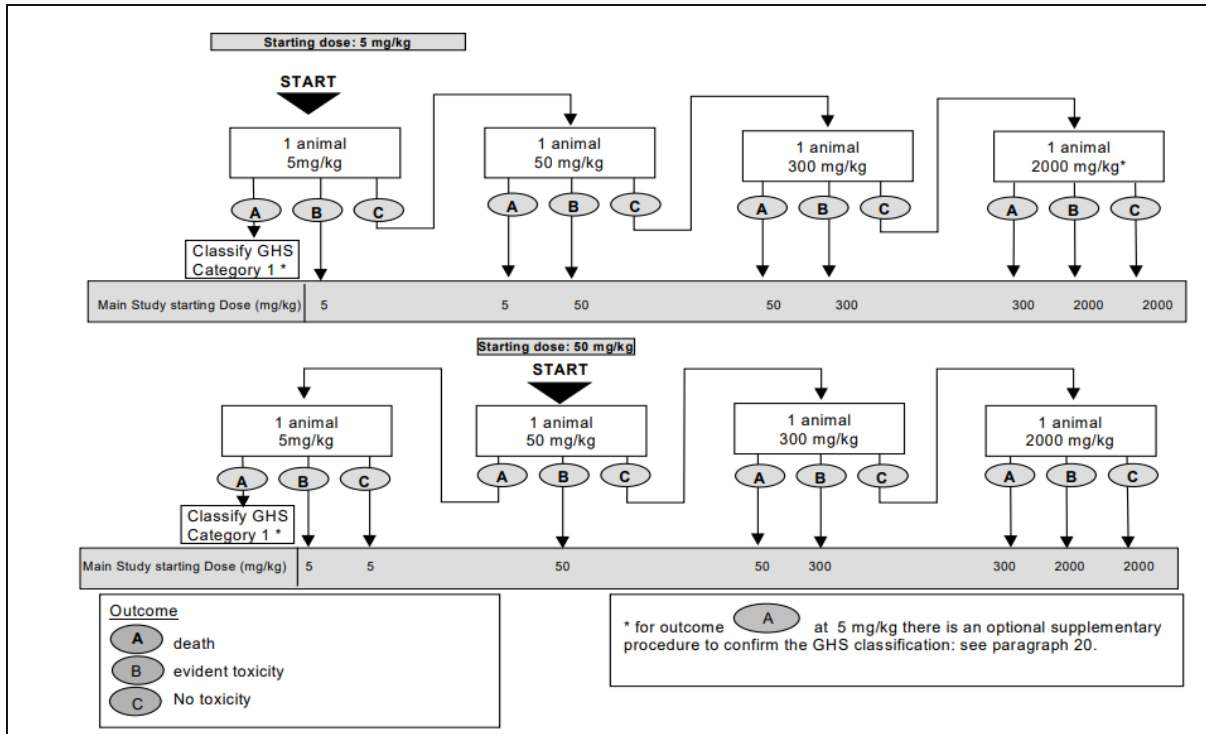 Starting dose: 5 mg/kg
START
1 animal
5mg/kg
1 animal
50 mg/kg
1 animal
300 mg/kg
1 animal
2000 mg/kg*
A B C A B C A B C A B C
Classify GHS
Category 1 *
Main Study starting Dose (mg/kg) 5 5 50 50 300 300 2000 2000
Starting dose: 50 mg/kg
START
1 animal
5mg/kg
1 animal
50 mg/kg
1 animal
300 mg/kg
1 animal
2000 mg/kg
A B C A B C A B C A B C
Classify GHS
Category 1 *
Main Study starting Dose (mg/kg) 5 5 50 50 300 300 2000 2000
Outcome
A death
B evident toxicity
C No toxicity
* for outcome A at 5 mg/kg there is an optional supplementary
procedure to confirm the GHS classification: see paragraph 20.